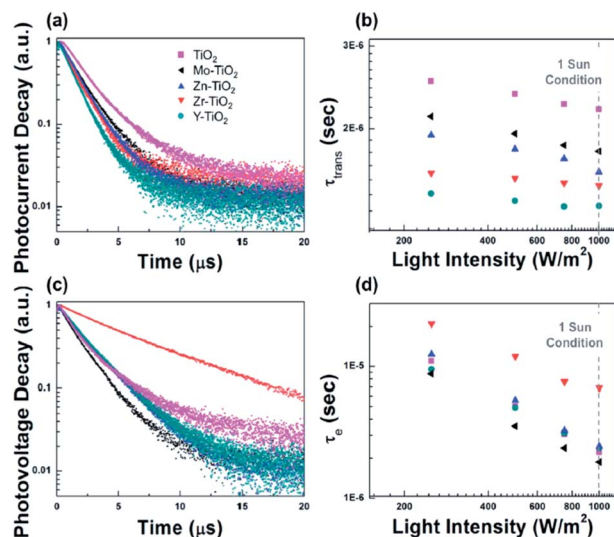 (a)
Photocurrent Decay (a.u.)
1
0.1
0.01
0
5
10
15
20
Time (μs)
TiO₂
Mo-TiO₂
Zn-TiO₂
Zr-TiO₂
Y-TiO₂
(b)
τtrans (sec)
3E-6
2E-6
1 Sun
Condition
200
400
600
800
1000
Light Intensity (W/m²)
(c)
Photovoltage Decay (a.u.)
1
0.1
0.01
0
5
10
15
20
Time (μs)
(d)
τe (sec)
1E-5
1E-6
1 Sun
Condition
200
400
600
800
1000
Light Intensity (W/m²)